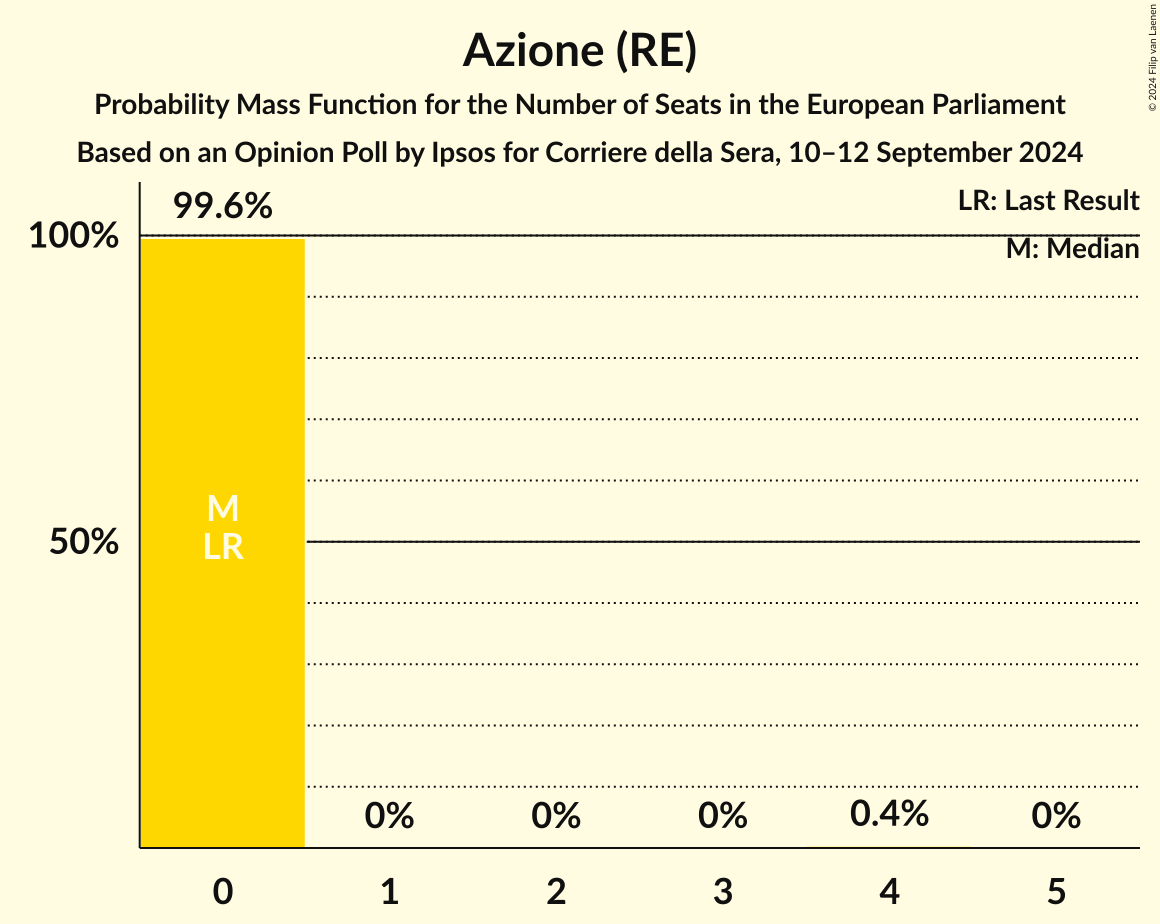 Azione (RE)
Probability Mass Function for the Number of Seats in the European Parliament
Based on an Opinion Poll by Ipsos for Corriere della Sera, 10–12 September 2024
© 2024 Filip van Laenen
LR: Last Result
M: Median
99.6%
100%
M
LR
50%
0%
0%
0%
0.4%
0%
0
1
2
3
4
5